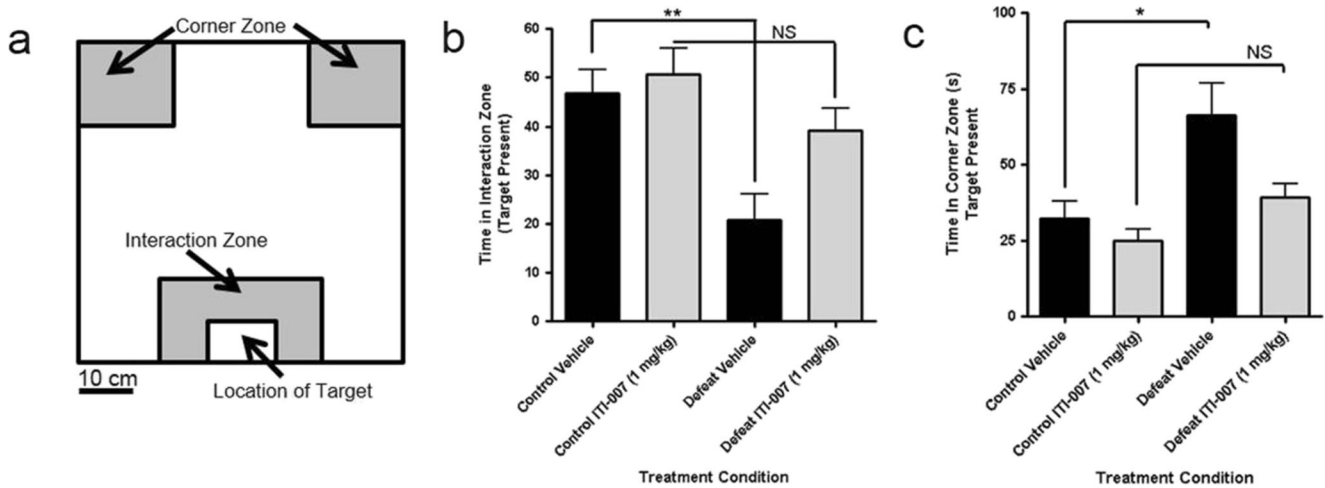 a
Corner Zone
Interaction Zone
10 cm
Location of Target
b
**
NS
Time in Interaction Zone
(Target Present)
60
50
40
30
20
10
0
Control Vehicle
Control ITI-007 (1 mg/kg)
Defeat Vehicle
Defeat ITI-007 (1 mg/kg)
Treatment Condition
c
*
NS
Time In Corner Zone (s)
Target Present
100
75
50
25
0
Control Vehicle
Control ITI-007 (1 mg/kg)
Defeat Vehicle
Defeat ITI-007 (1 mg/kg)
Treatment Condition